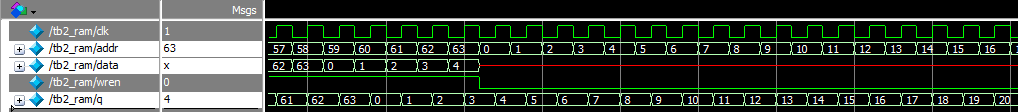 Msgs
/tb2_ram/clk 1
/tb2_ram/addr 63 57 58 59 60 61 62 63 0 1 2 3 4 5 6 7 8 9 10 11 12 13 14 15 16
/tb2_ram/data x 62 63 0 1 2 3 4
/tb2_ram/wren 0
/tb2_ram/q 4 61 62 63 0 1 2 3 4 5 6 7 8 9 10 11 12 13 14 15 16 17 18 19 20